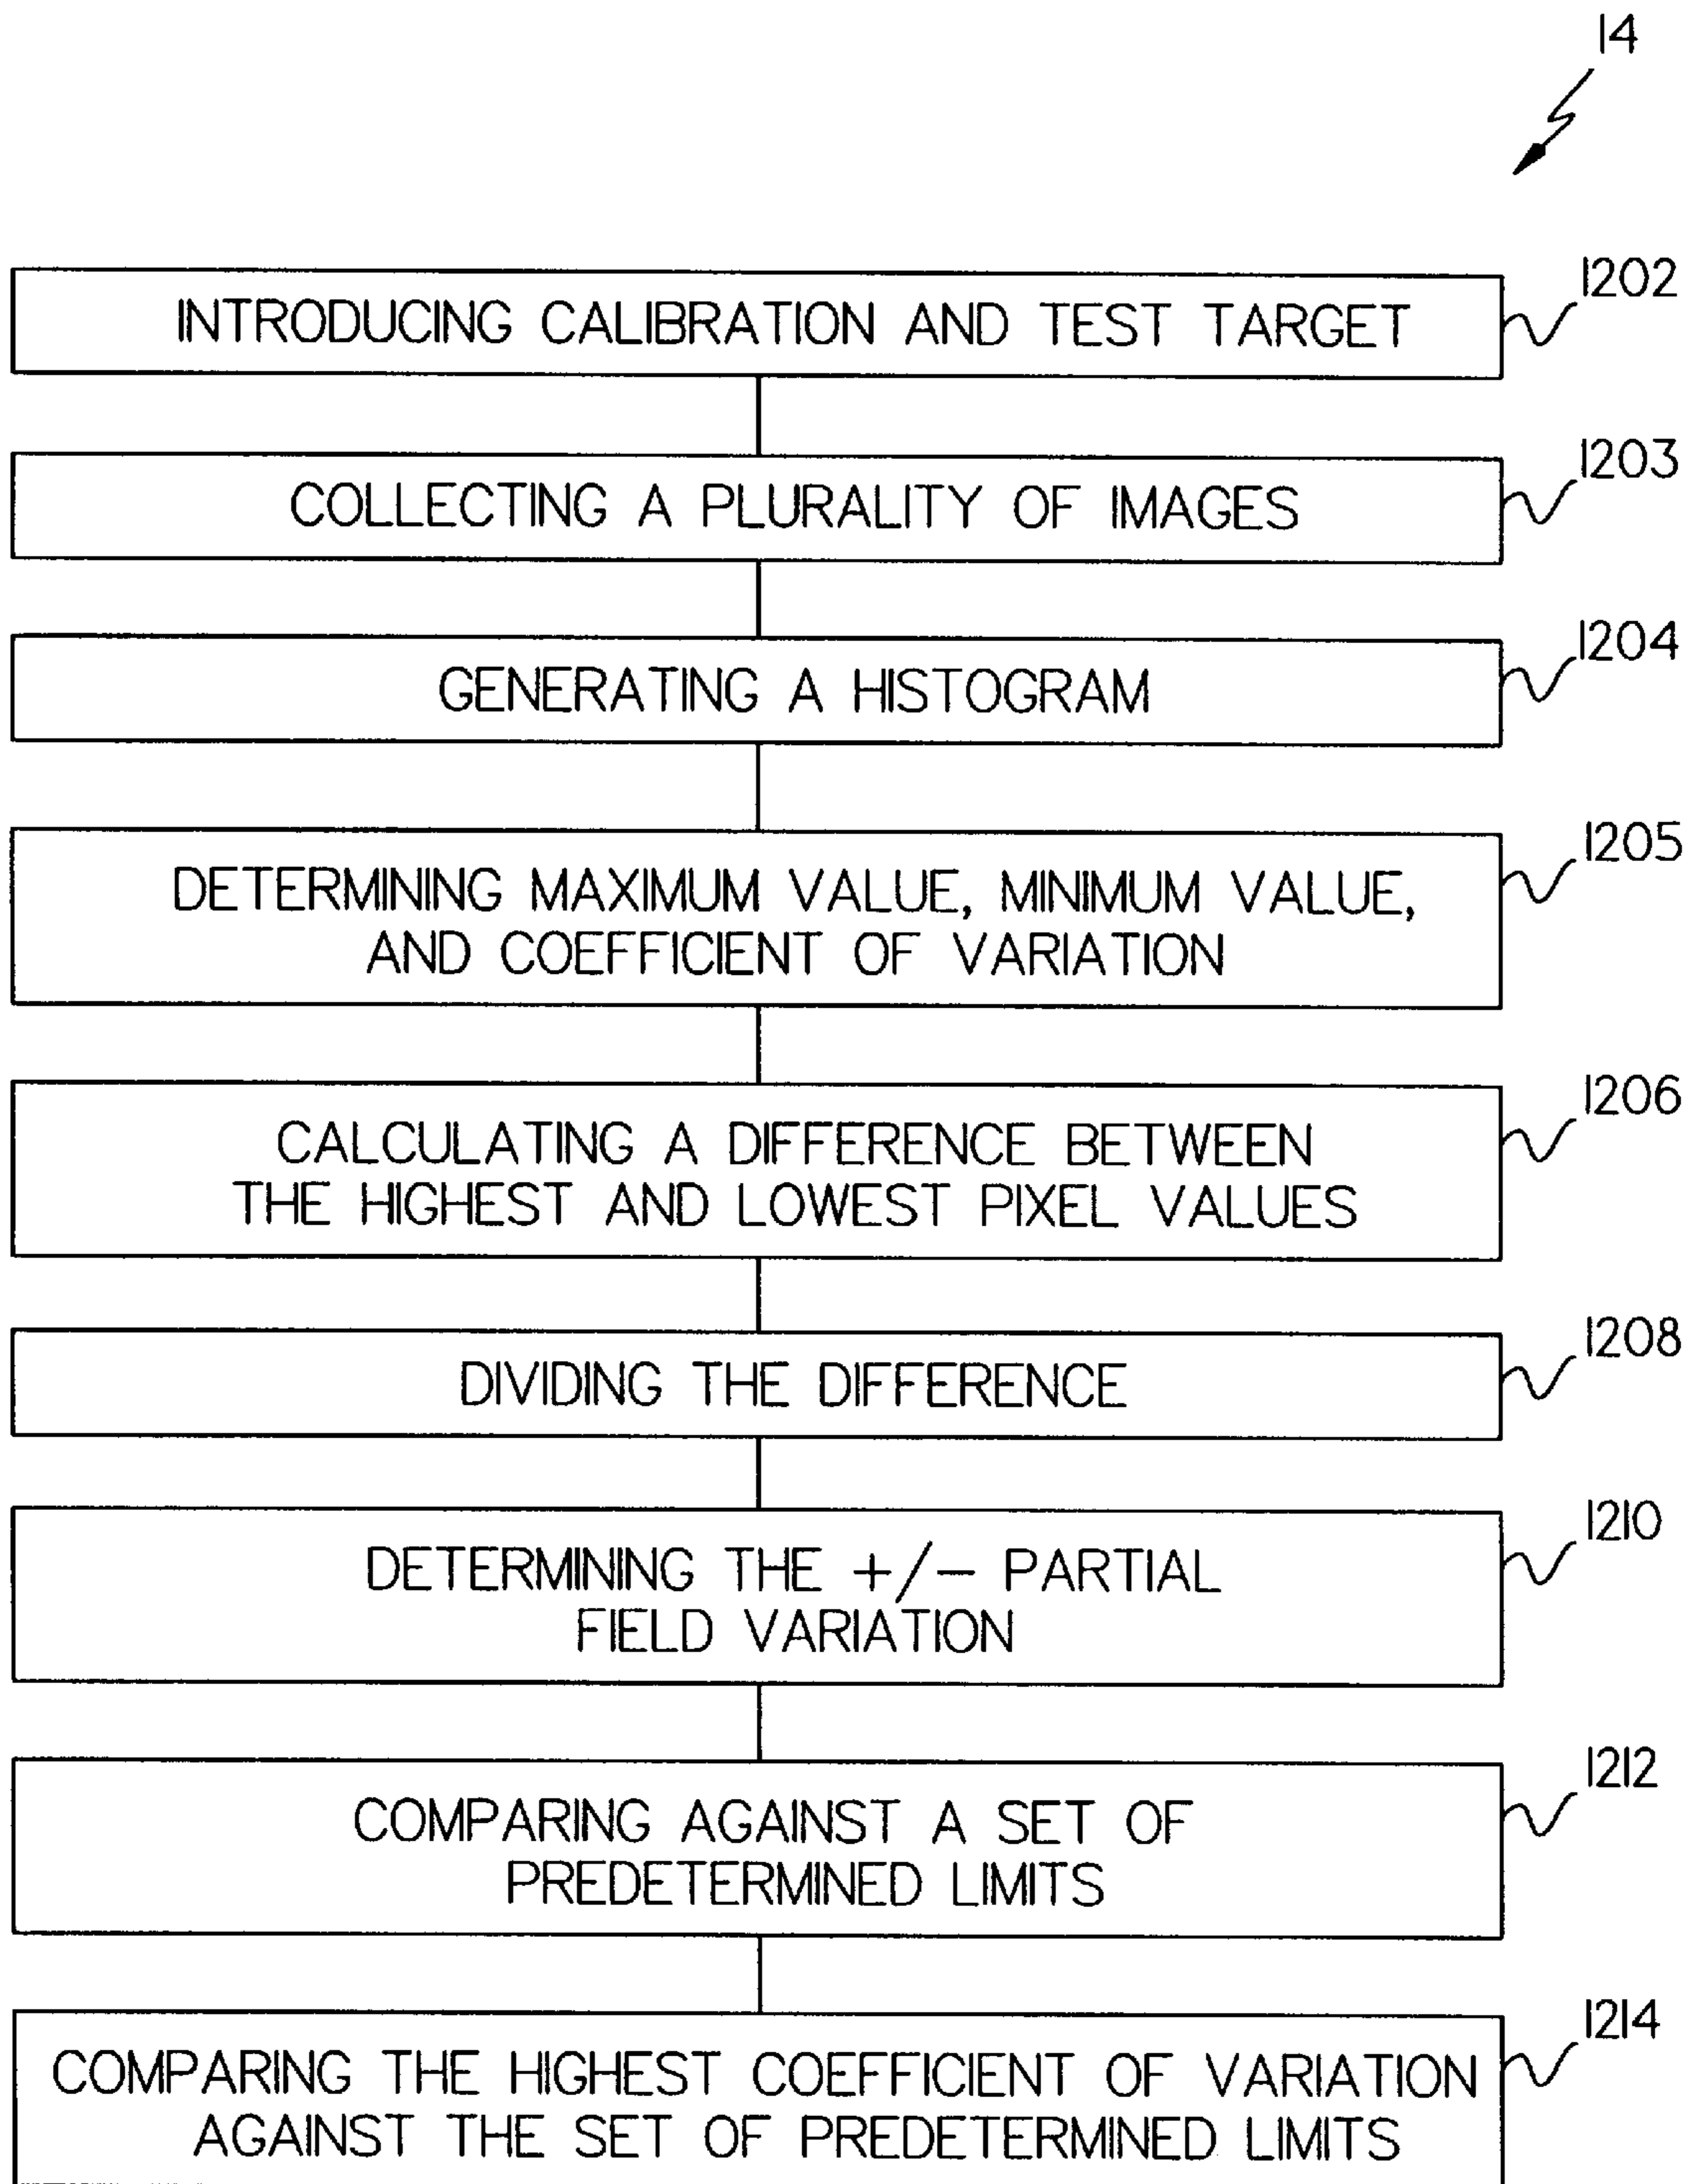 14
INTRODUCING CALIBRATION AND TEST TARGET
1202
COLLECTING A PLURALITY OF IMAGES
1203
GENERATING A HISTOGRAM
1204
DETERMINING MAXIMUM VALUE, MINIMUM VALUE,
AND COEFFICIENT OF VARIATION
1205
CALCULATING A DIFFERENCE BETWEEN
THE HIGHEST AND LOWEST PIXEL VALUES
1206
DIVIDING THE DIFFERENCE
1208
DETERMINING THE +/- PARTIAL
FIELD VARIATION
1210
COMPARING AGAINST A SET OF
PREDETERMINED LIMITS
1212
COMPARING THE HIGHEST COEFFICIENT OF VARIATION
AGAINST THE SET OF PREDETERMINED LIMITS
1214